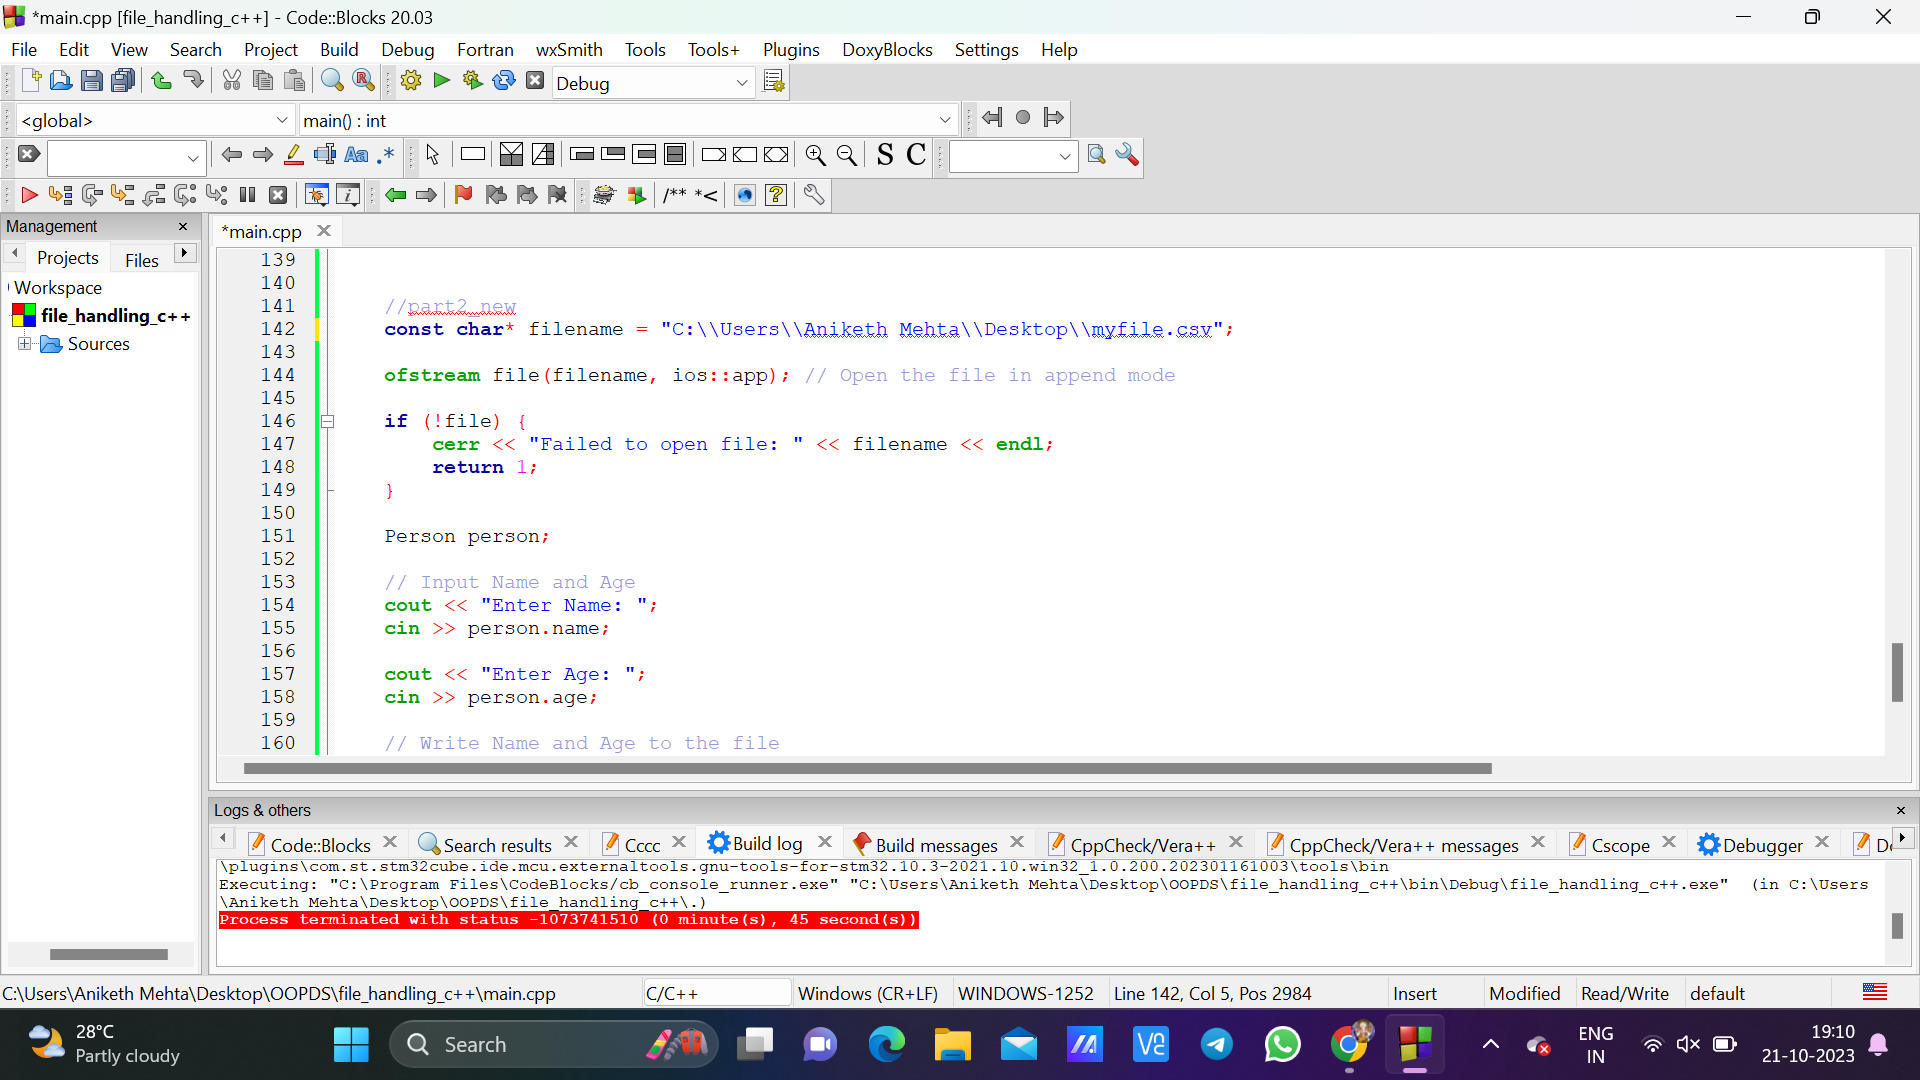 *main.cpp [file_handling_c++] - Code::Blocks 20.03
File Edit View Search Project Build Debug Fortran wxSmith Tools Tools+ Plugins DoxyBlocks Settings Help
Debug
<global> main() : int
Aa .* S C
/** *<
Management
*main.cpp
Projects Files
Workspace
file_handling_c++
Sources
139
140
141 //part2_new
142 const char* filename = "C:\\Users\\Aniketh Mehta\\Desktop\\myfile.csv";
143
144 ofstream file(filename, ios::app); // Open the file in append mode
145
146 if (!file) {
147 cerr << "Failed to open file: " << filename << endl;
148 return 1;
149 }
150
151 Person person;
152
153 // Input Name and Age
154 cout << "Enter Name: ";
155 cin >> person.name;
156
157 cout << "Enter Age: ";
158 cin >> person.age;
159
160 // Write Name and Age to the file
Logs & others
Code::Blocks Search results Cccc Build log Build messages CppCheck/Vera++ CppCheck/Vera++ messages Cscope Debugger
\plugins\com.st.stm32cube.ide.mcu.externaltools.gnu-tools-for-stm32.10.3-2021.10.win32_1.0.200.202301161003\tools\bin
Executing: "C:\Program Files\CodeBlocks/cb_console_runner.exe" "C:\Users\Aniketh Mehta\Desktop\OOPDS\file_handling_c++\bin\Debug\file_handling_c++.exe" (in C:\Users
\Aniketh Mehta\Desktop\OOPDS\file_handling_c++\.)
Process terminated with status -1073741510 (0 minute(s), 45 second(s))
C:\Users\Aniketh Mehta\Desktop\OOPDS\file_handling_c++\main.cpp C/C++ Windows (CR+LF) WINDOWS-1252 Line 142, Col 5, Pos 2984 Insert Modified Read/Write default
28°C
Partly cloudy
Search
ENG
IN
19:10
21-10-2023